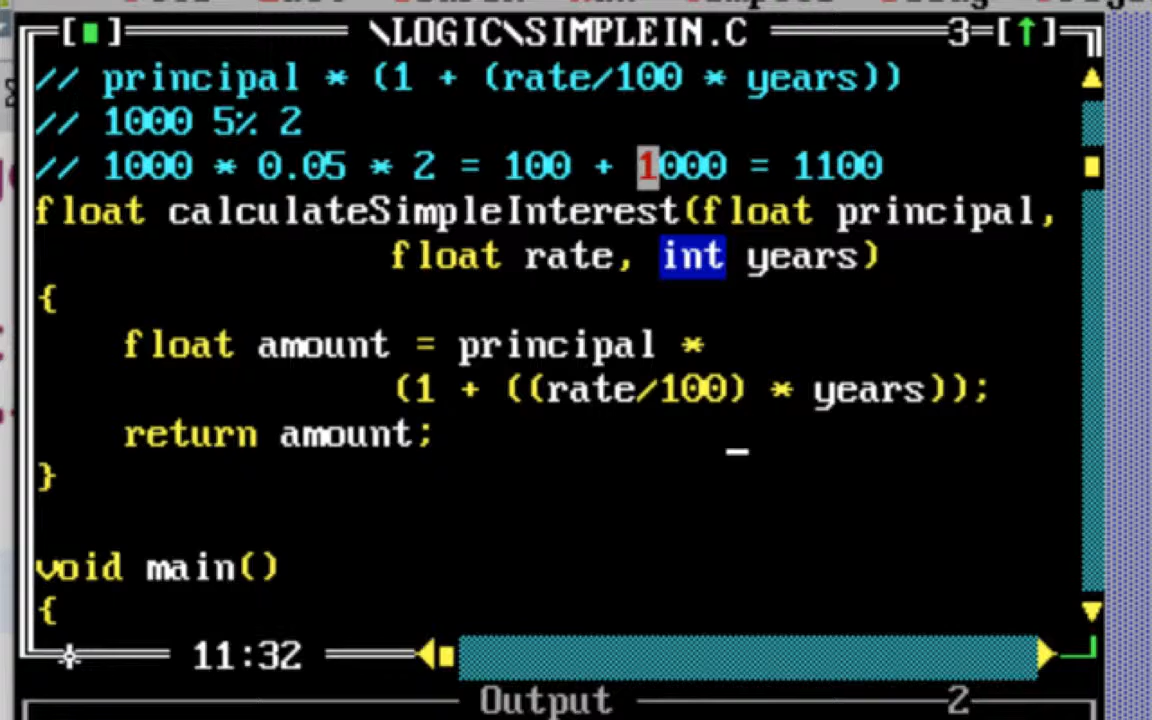 \LOGIC\SIMPLEIN.C 3
// principal * (1 + (rate/100 * years))
// 1000 5% 2
// 1000 * 0.05 * 2 = 100 + 1000 = 1100
float calculateSimpleInterest(float principal,
float rate, int years)
{
float amount = principal *
(1 + ((rate/100) * years));
return amount;
}
void main()
{
11:32
Output 2